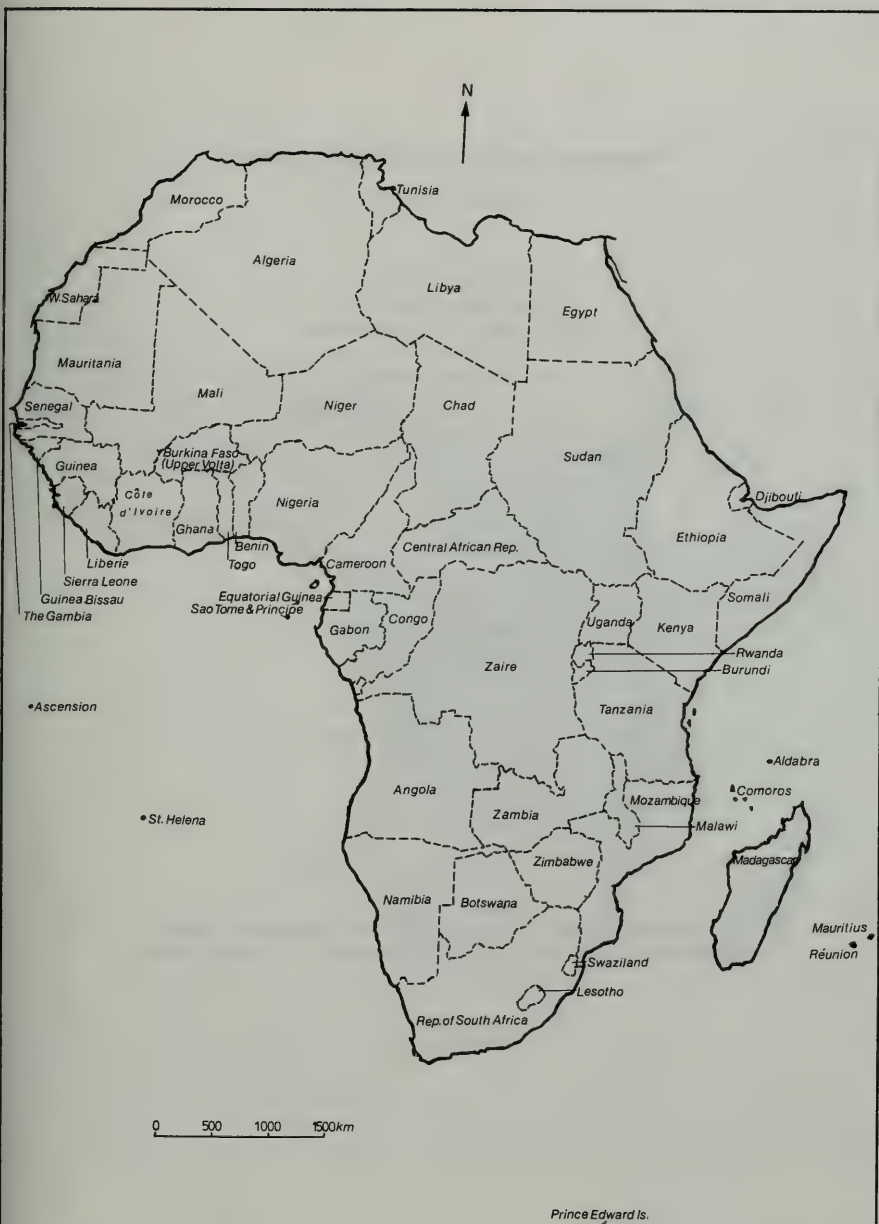 N
Tunisia
Morocco
Algeria
Libya
Egypt
W.Sahara
Mauritania
Mali
Niger
Chad
Sudan
Senegal
Burkina Faso
(Upper Volta)
Guinea
Côte
d'Ivoire
Ghana
Nigeria
Djibouti
Ethiopia
Benin
Togo
Cameroon
Central African Rep.
Liberia
Sierra Leone
Guinea Bissau
The Gambia
Equatorial Guinea
Sao Tome & Principe
Gabon
Congo
Somali
Uganda
Kenya
Rwanda
Burundi
Zaire
Tanzania
Ascension
Aldabra
Comoros
Angola
Zambia
Mozambique
Malawi
St. Helena
Zimbabwe
Madagascar
Namibia
Botswana
Mauritius
Réunion
Swaziland
Lesotho
Rep. of South Africa
0 500 1000 1500km
Prince Edward Is.